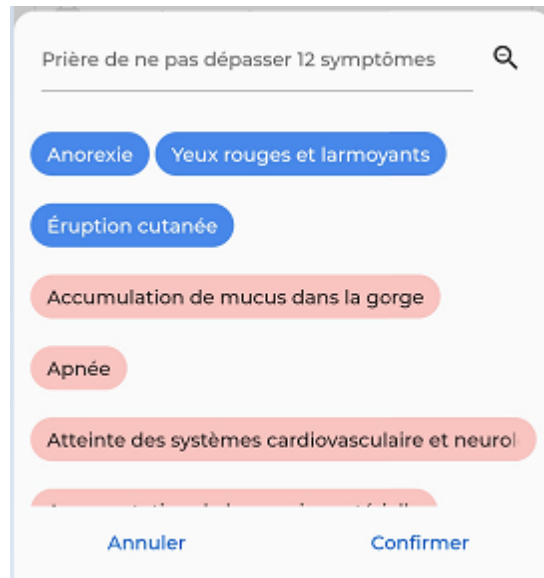 Prière de ne pas dépasser 12 symptômes
Anorexie Yeux rouges et larmoyants
Éruption cutanée
Accumulation de mucus dans la gorge
Apnée
Atteinte des systèmes cardiovasculaire et neurol
Annuler Confirmer